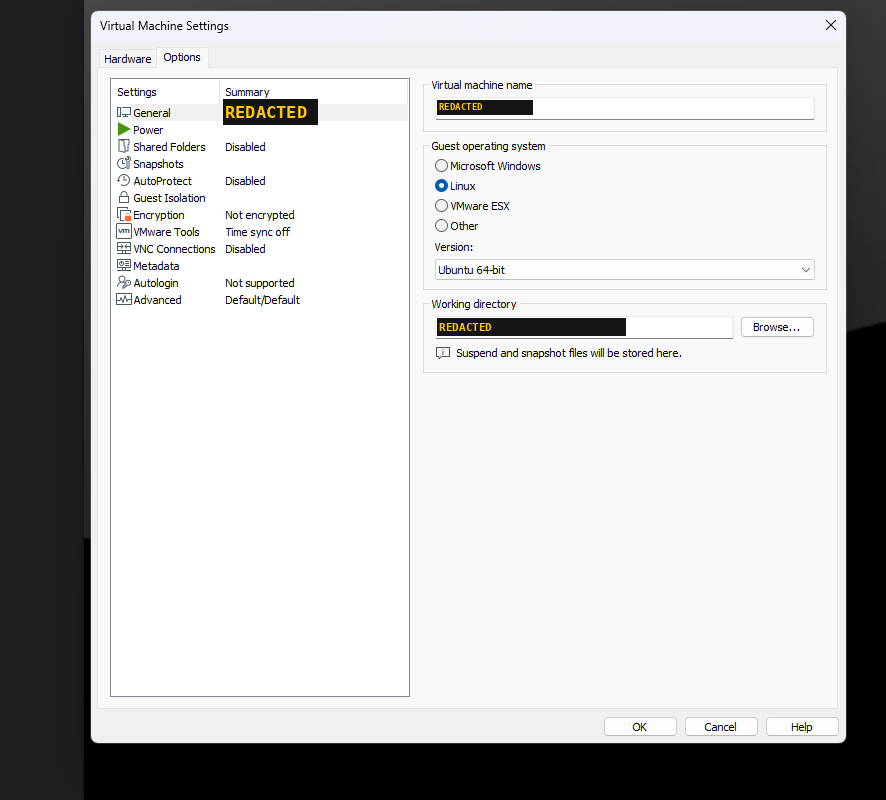 Virtual Machine Settings
Hardware Options
Settings Summary
General REDACTED
Power
Shared Folders Disabled
Snapshots
AutoProtect Disabled
Guest Isolation
Encryption Not encrypted
vm VMware Tools Time sync off
VNC Connections Disabled
Metadata
Autologin Not supported
Advanced Default/Default
Virtual machine name
REDACTED
Guest operating system
Microsoft Windows
Linux
VMware ESX
Other
Version:
Ubuntu 64-bit
Working directory
REDACTED Browse...
Suspend and snapshot files will be stored here.
OK Cancel Help